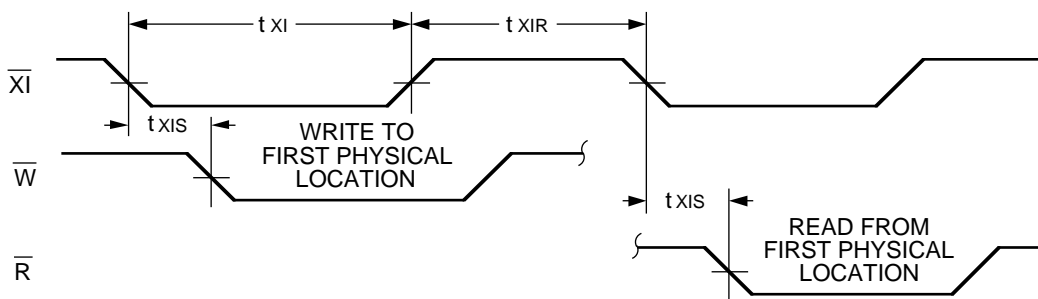 t XI
t XIR
XI
t XIS
WRITE TO
FIRST PHYSICAL
LOCATION
W
t XIS
READ FROM
FIRST PHYSICAL
LOCATION
R